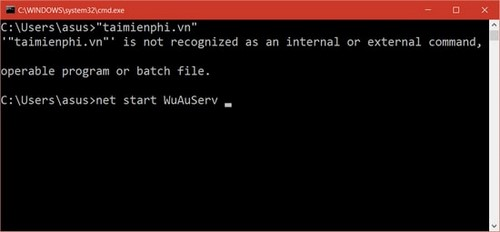 C:\WINDOWS\system32\cmd.exe
C:\Users\asus>"taimienphi.vn"
'"taimienphi.vn"' is not recognized as an internal or external command,
operable program or batch file.
C:\Users\asus>net start WuAuServ